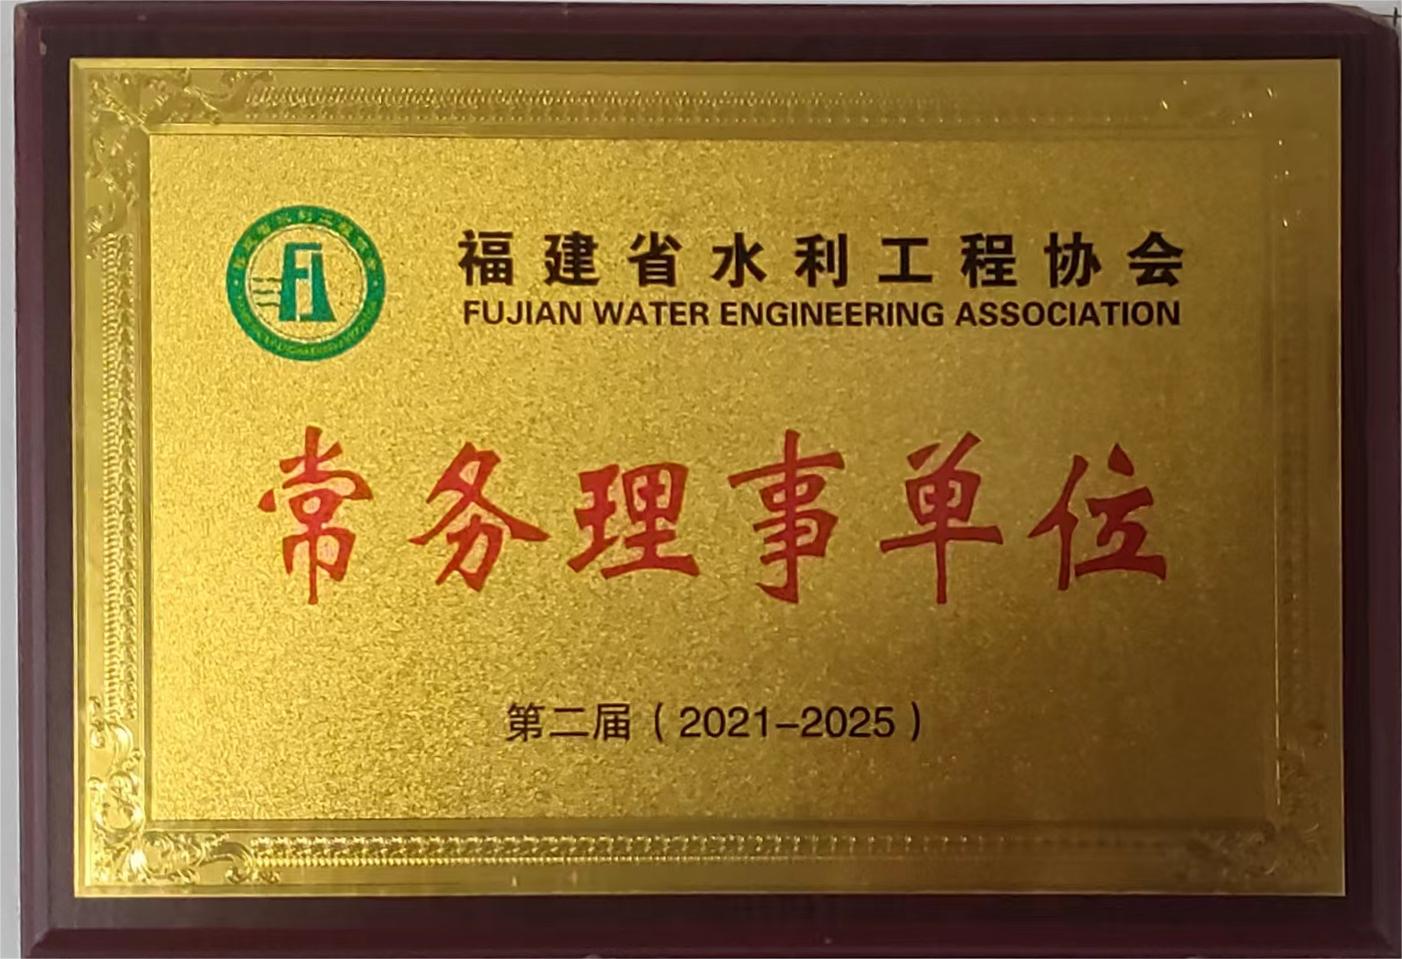 福建省水利工程协会
FUJIAN WATER ENGINEERING ASSOCIATION
常务理事单位
第二届（2021-2025）